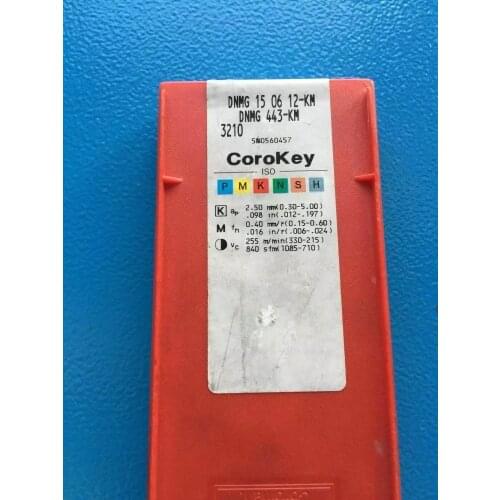 DNMG 15 06 12-KM
DNMG 443-KM
3210
5N0560457
CoroKey
ISO
P M K N S H
K ap 2.50 mm(0.30-5.00)
.098 in(.012-.197)
M fn 0.40 mm/r(0.15-0.60)
.016 in/r(.006-.024)
vc 255 m/min(330-215)
840 sfm(1085-710)